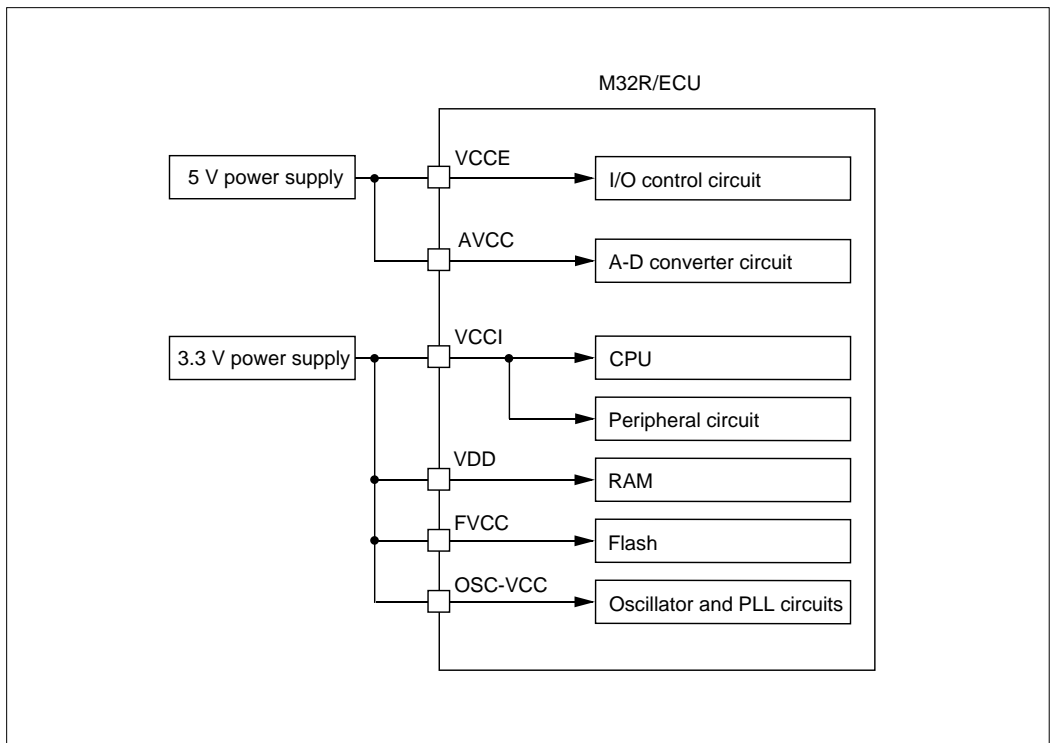 M32R/ECU
5 V power supply
VCCE
I/O control circuit
AVCC
A-D converter circuit
3.3 V power supply
VCCI
CPU
Peripheral circuit
VDD
RAM
FVCC
Flash
OSC-VCC
Oscillator and PLL circuits